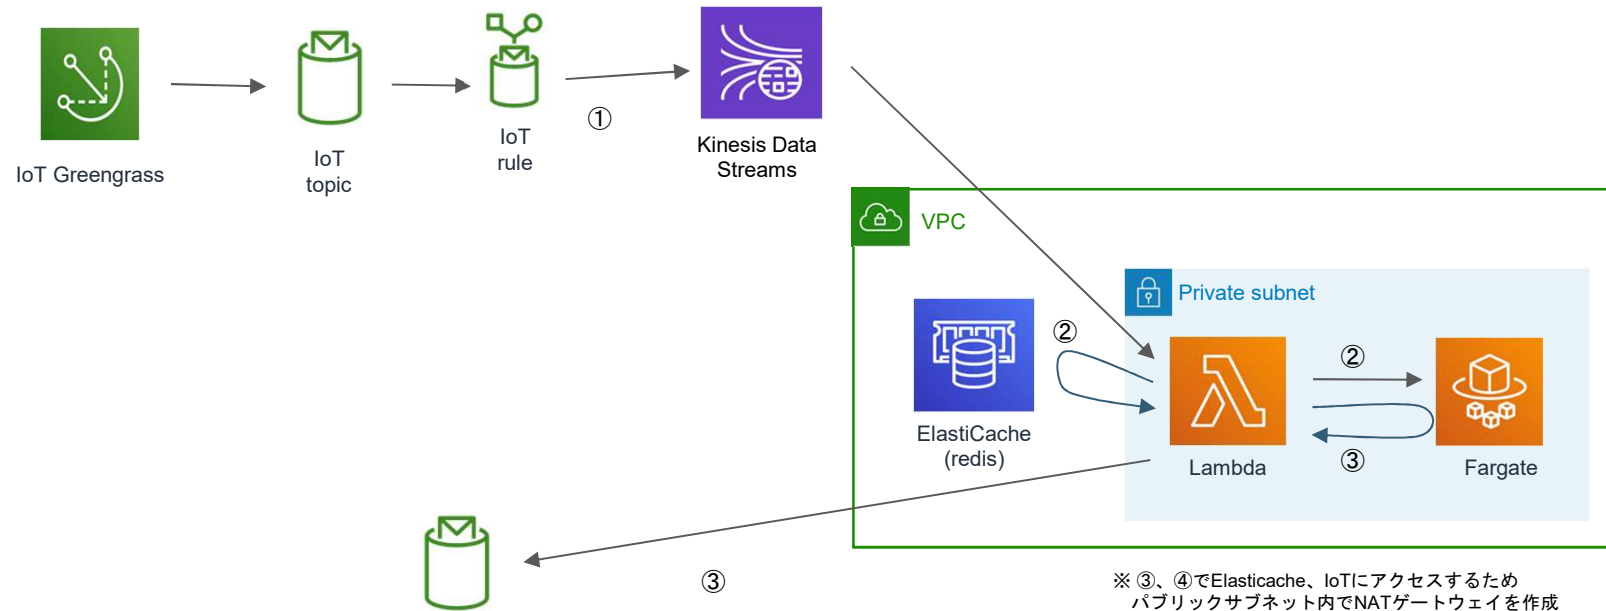 IoT Greengrass
IoT
topic
IoT
rule
①
Kinesis Data
Streams
VPC
Private subnet
②
②
ElastiCache
(redis)
Lambda
③
Fargate
③
※ ③、④でElasticache、IoTにアクセスするため
パブリックサブネット内でNATゲートウェイを作成